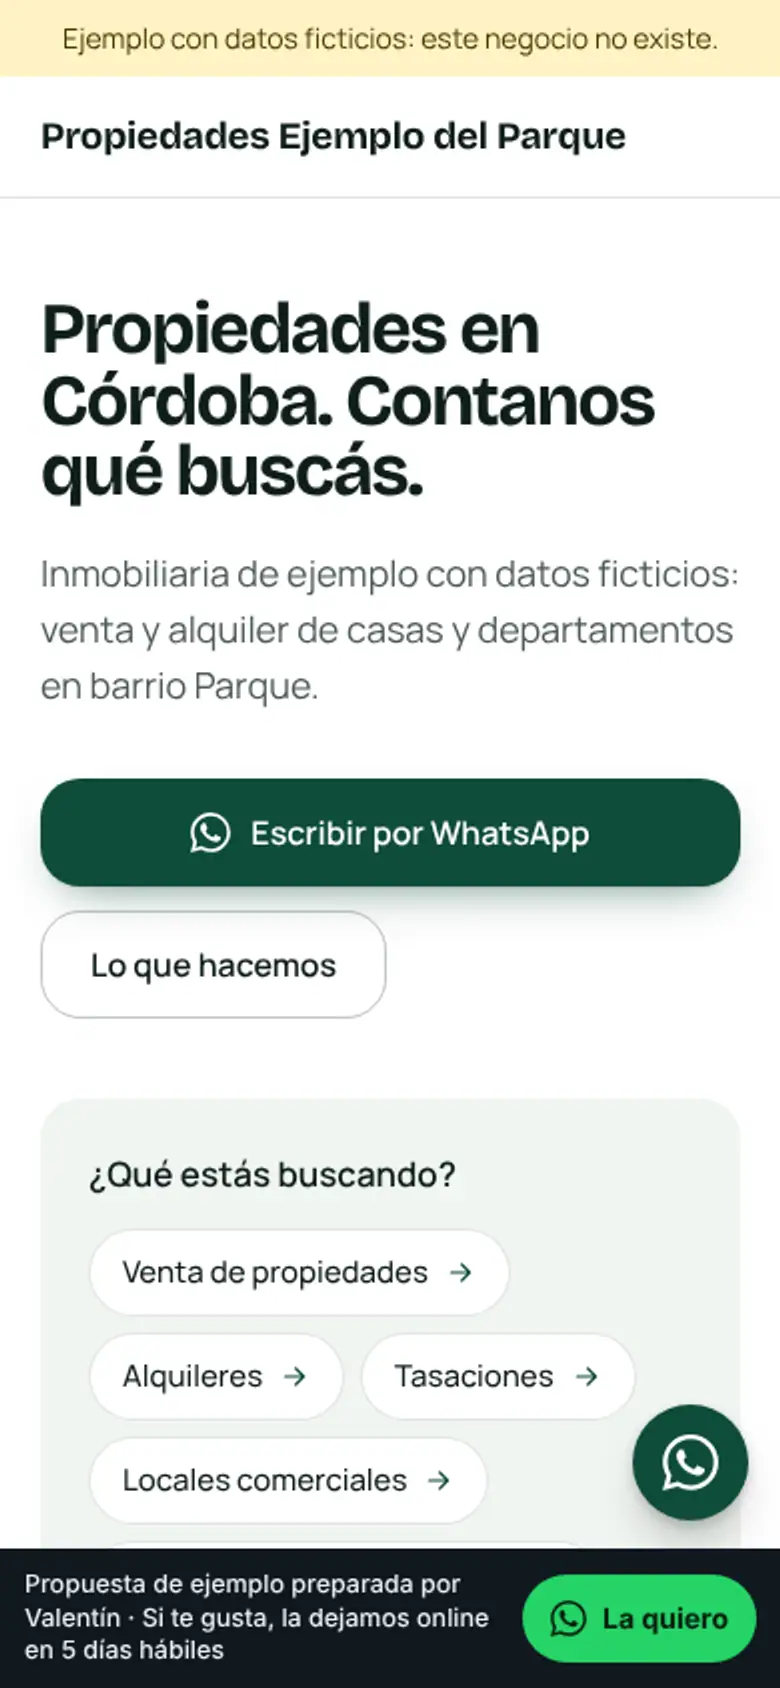 Ejemplo con datos ficticios: este negocio no existe.
Propiedades Ejemplo del Parque
Propiedades en
Córdoba. Contanos
qué buscás.
Inmobiliaria de ejemplo con datos ficticios:
venta y alquiler de casas y departamentos
en barrio Parque.
Escribir por WhatsApp
Lo que hacemos
¿Qué estás buscando?
Venta de propiedades →
Alquileres →
Tasaciones →
Locales comerciales →
Propuesta de ejemplo preparada por
Valentín · Si te gusta, la dejamos online
en 5 días hábiles
La quiero